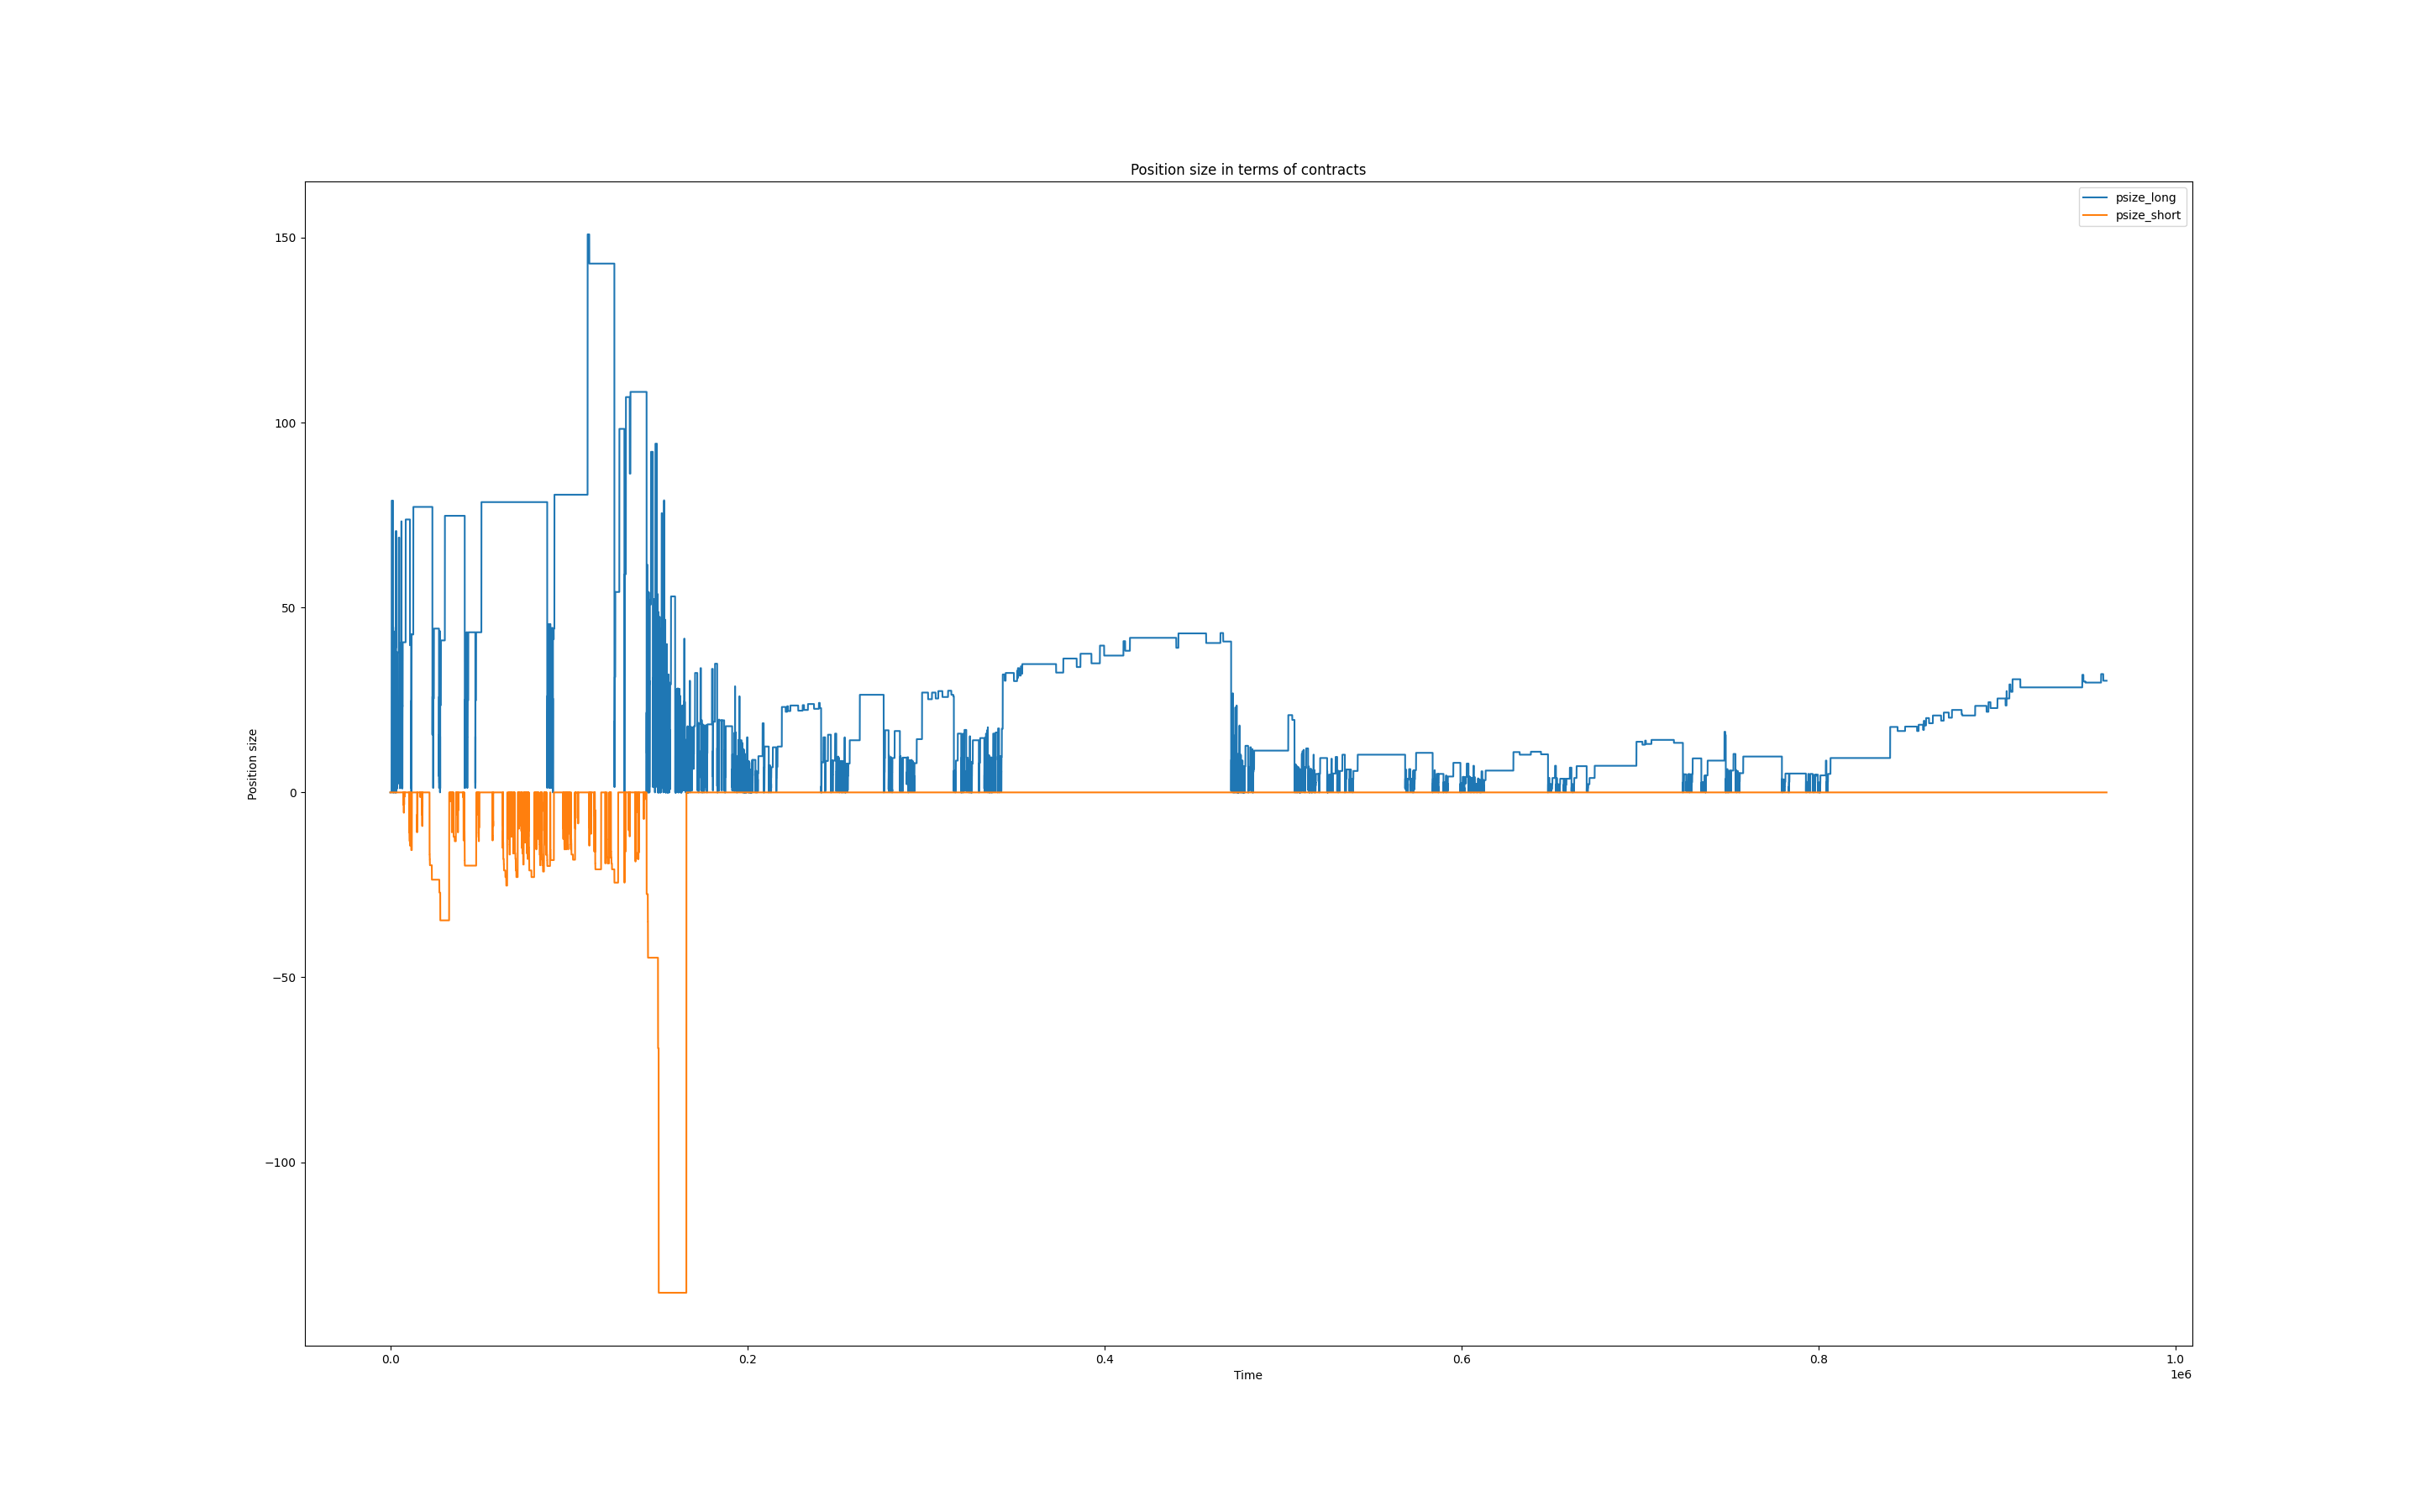 Position size in terms of contracts
psize_long
psize_short
Position size
150
100
50
0
−50
−100
0.0
0.2
0.4
0.6
0.8
1.0
1e6
Time